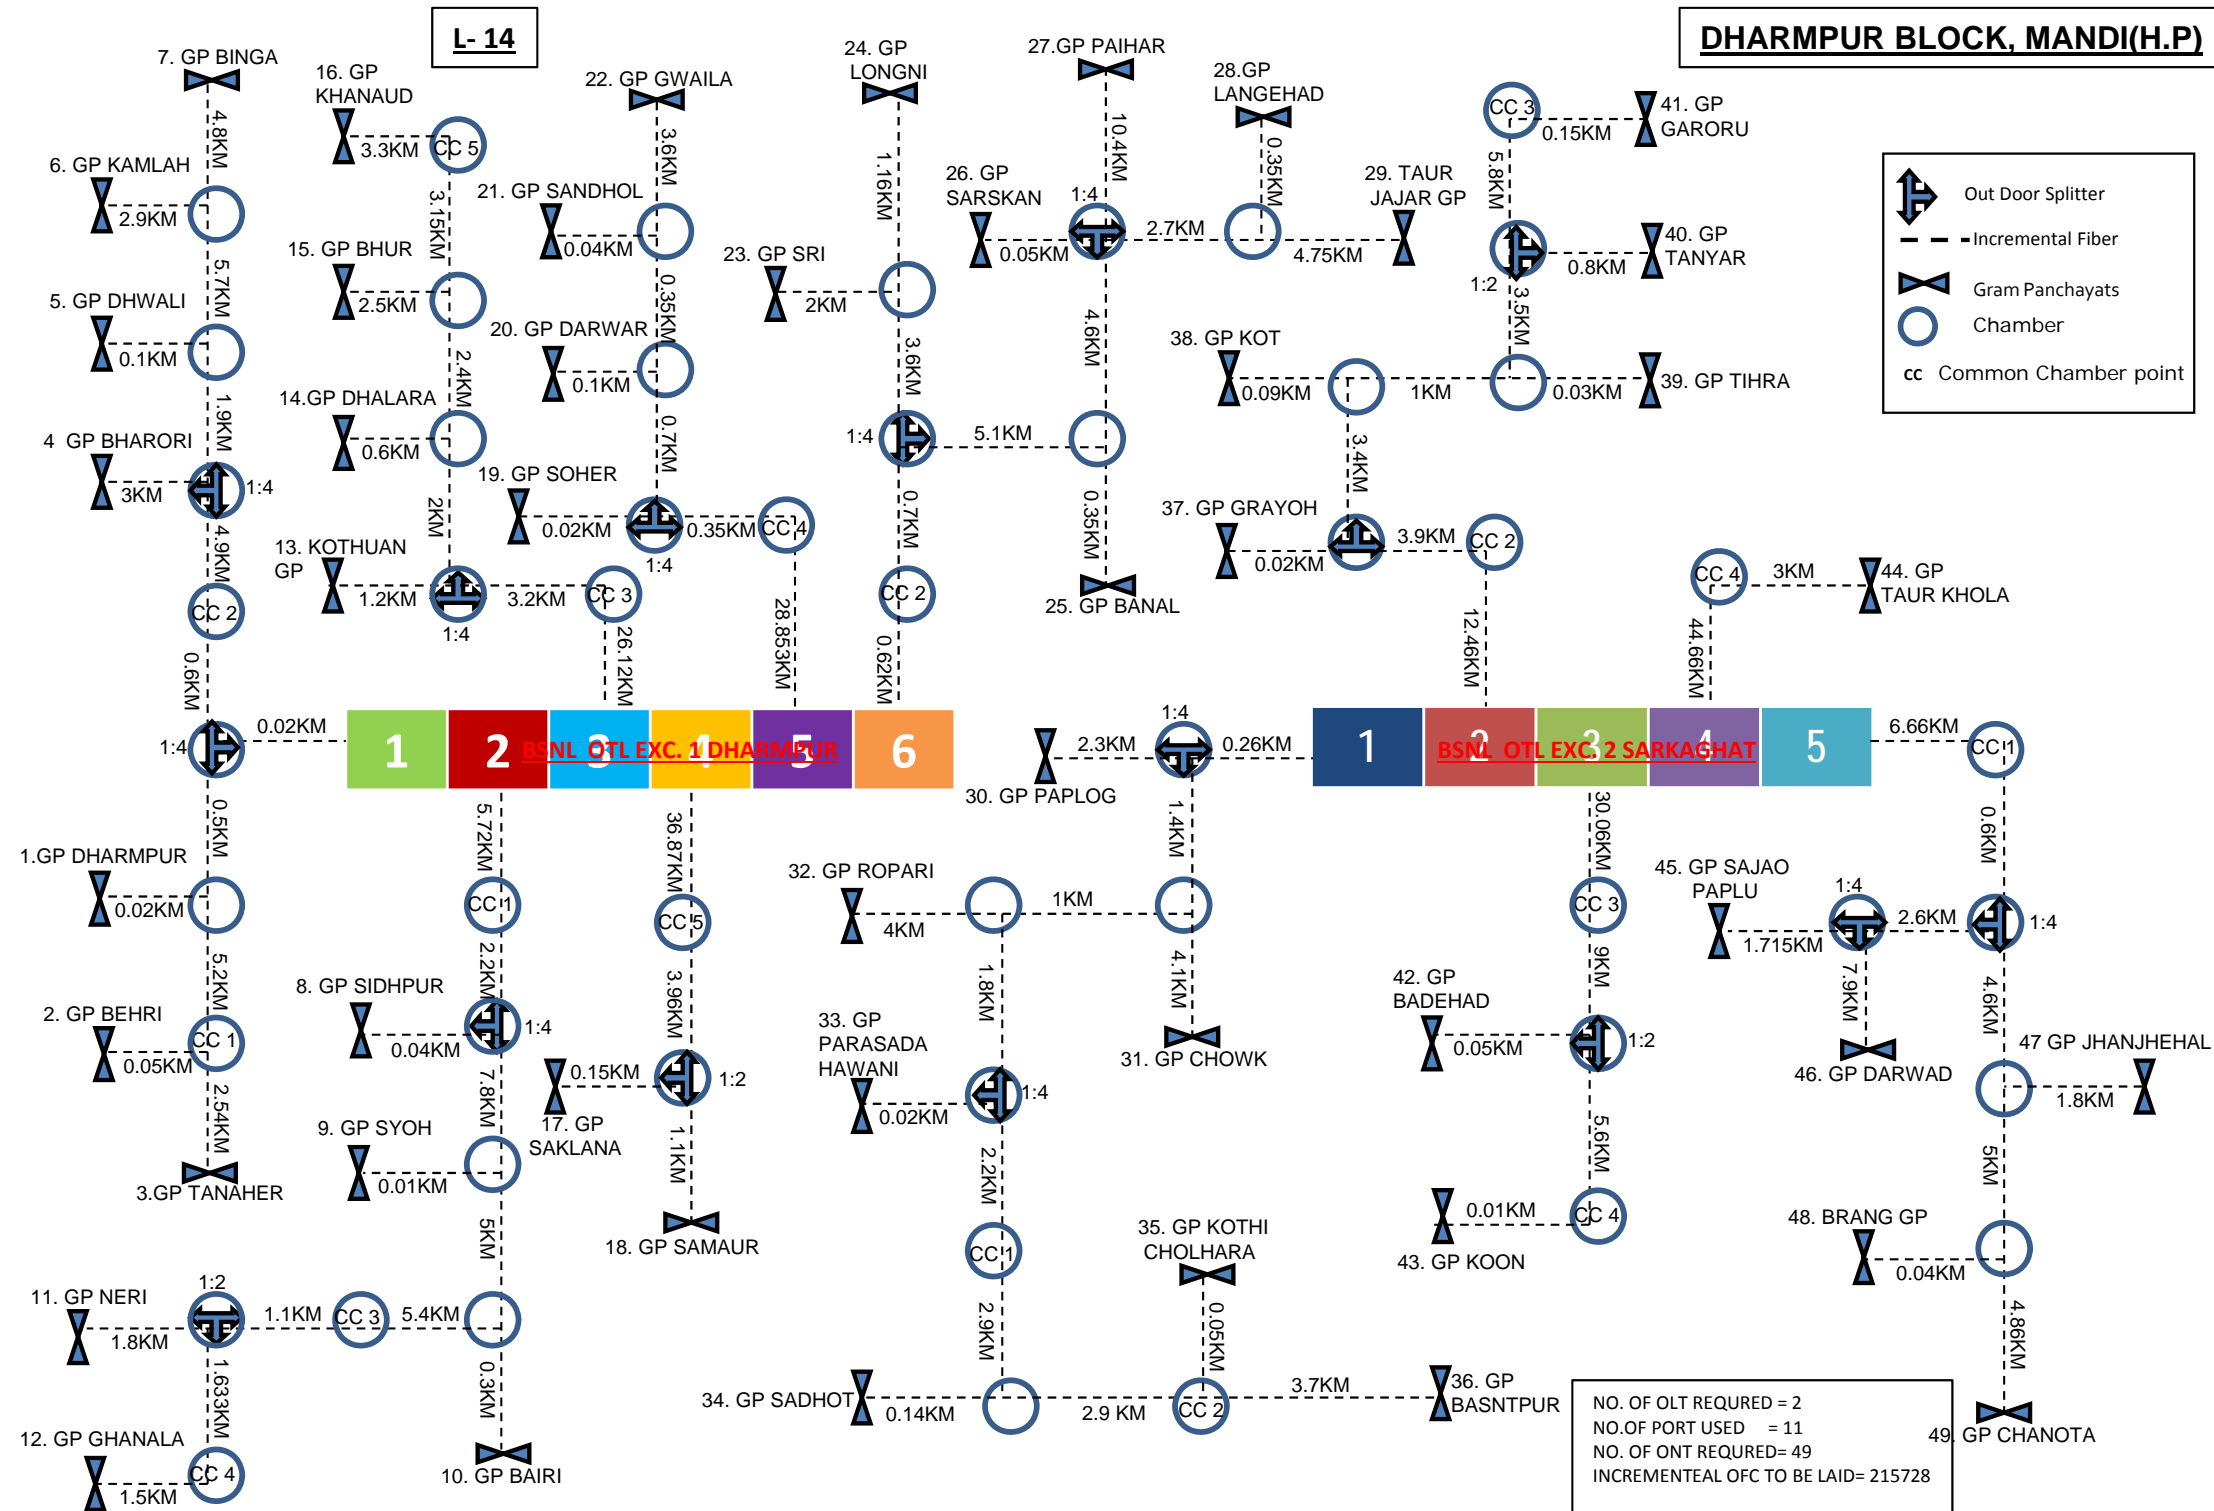 L- 14
DHARMPUR BLOCK, MANDI(H.P)
7. GP BINGA
4.8KM
6. GP KAMLAH
2.9KM
5.7KM
5. GP DHWALI
0.1KM
1.9KM
4 GP BHARORI
3KM
1:4
4.9KM
CC 2
0.6KM
1:4
0.02KM
0.5KM
1.GP DHARMPUR
0.02KM
5.2KM
2. GP BEHRI
CC 1
0.05KM
2.54KM
3.GP TANAHER
16. GP
KHANAUD
3.3KM
CC 5
3.15KM
15. GP BHUR
2.5KM
2.4KM
14.GP DHALARA
0.6KM
2KM
13. KOTHUAN
GP
1.2KM
1:4
3.2KM
CC 3
26.12KM
22. GP GWAILA
3.6KM
21. GP SANDHOL
0.04KM
0.35KM
20. GP DARWAR
0.1KM
0.7KM
19. GP SOHER
0.02KM
1:4
0.35KM
CC 4
28.853KM
24. GP
LONGNI
1.16KM
23. GP SRI
2KM
3.6KM
1:4
5.1KM
0.7KM
CC 2
0.62KM
27.GP PAIHAR
10.4KM
28.GP
LANGEHAD
0.35KM
26. GP
SARSKAN
1:4
0.05KM
2.7KM
29. TAUR
JAJAR GP
4.75KM
4.6KM
0.35KM
25. GP BANAL
CC 3
0.15KM
41. GP
GARORU
5.8KM
40. GP
TANYAR
0.8KM
1:2
3.5KM
38. GP KOT
0.09KM
1KM
0.03KM
39. GP TIHRA
3.4KM
37. GP GRAYOH
0.02KM
3.9KM
CC 2
12.46KM
CC 4
3KM
44. GP
TAUR KHOLA
44.66KM
Out Door Splitter
Incremental Fiber
Gram Panchayats
Chamber
cc Common Chamber point
1 2 3 4 5 6
BSNL OTL EXC. 1 DHARMPUR
1 2 3 4 5
BSNL OTL EXC. 2 SARKAGHAT
5.72KM
CC 1
2.2KM
8. GP SIDHPUR
0.04KM
1:4
7.8KM
9. GP SYOH
0.01KM
5KM
11. GP NERI
1:2
1.8KM
1.1KM
CC 3
5.4KM
1.633KM
0.3KM
12. GP GHANALA
1.5KM
CC 4
10. GP BAIRI
36.87KM
CC 5
3.96KM
0.15KM
1:2
17. GP
SAKLANA
1.1KM
18. GP SAMAUR
30. GP PAPLOG
2.3KM
1:4
0.26KM
1.4KM
32. GP ROPARI
4KM
1KM
4.1KM
31. GP CHOWK
1.8KM
33. GP
PARASADA
HAWANI
0.02KM
1:4
2.2KM
CC 1
2.9KM
34. GP SADHOT
0.14KM
2.9 KM
35. GP KOTHI
CHOLHARA
0.05KM
CC 2
3.7KM
36. GP
BASNTPUR
30.06KM
CC 3
9KM
42. GP
BADEHAD
0.05KM
1:2
5.6KM
0.01KM
CC 4
43. GP KOON
6.66KM
CC 1
0.6KM
45. GP SAJAO
PAPLU
1:4
2.6KM
1:4
1.715KM
7.9KM
46. GP DARWAD
4.6KM
47 GP JHANJHEHAL
1.8KM
5KM
48. BRANG GP
0.04KM
4.86KM
49. GP CHANOTA
NO. OF OLT REQURED = 2
NO.OF PORT USED = 11
NO. OF ONT REQURED= 49
INCREMENTEAL OFC TO BE LAID= 215728